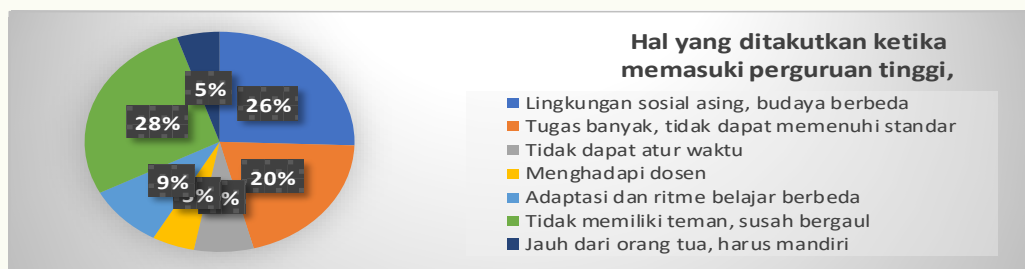 Hal yang ditakutkan ketika
memasuki perguruan tinggi,
5%
26%
28%
20%
9%
%
Lingkungan sosial asing, budaya berbeda
Tugas banyak, tidak dapat memenuhi standar
Tidak dapat atur waktu
Menghadapi dosen
Adaptasi dan ritme belajar berbeda
Tidak memiliki teman, susah bergaul
Jauh dari orang tua, harus mandiri